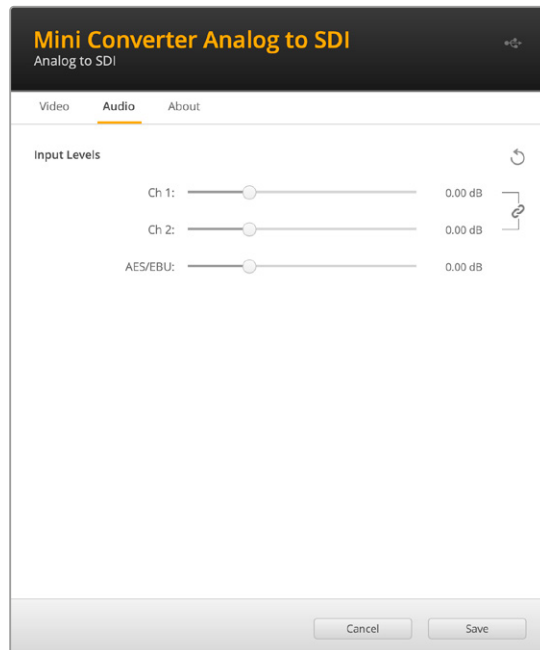 Mini Converter Analog to SDI
Analog to SDI
Video Audio About
Input Levels
Ch 1: 0.00 dB
Ch 2: 0.00 dB
AES/EBU: 0.00 dB
Cancel Save